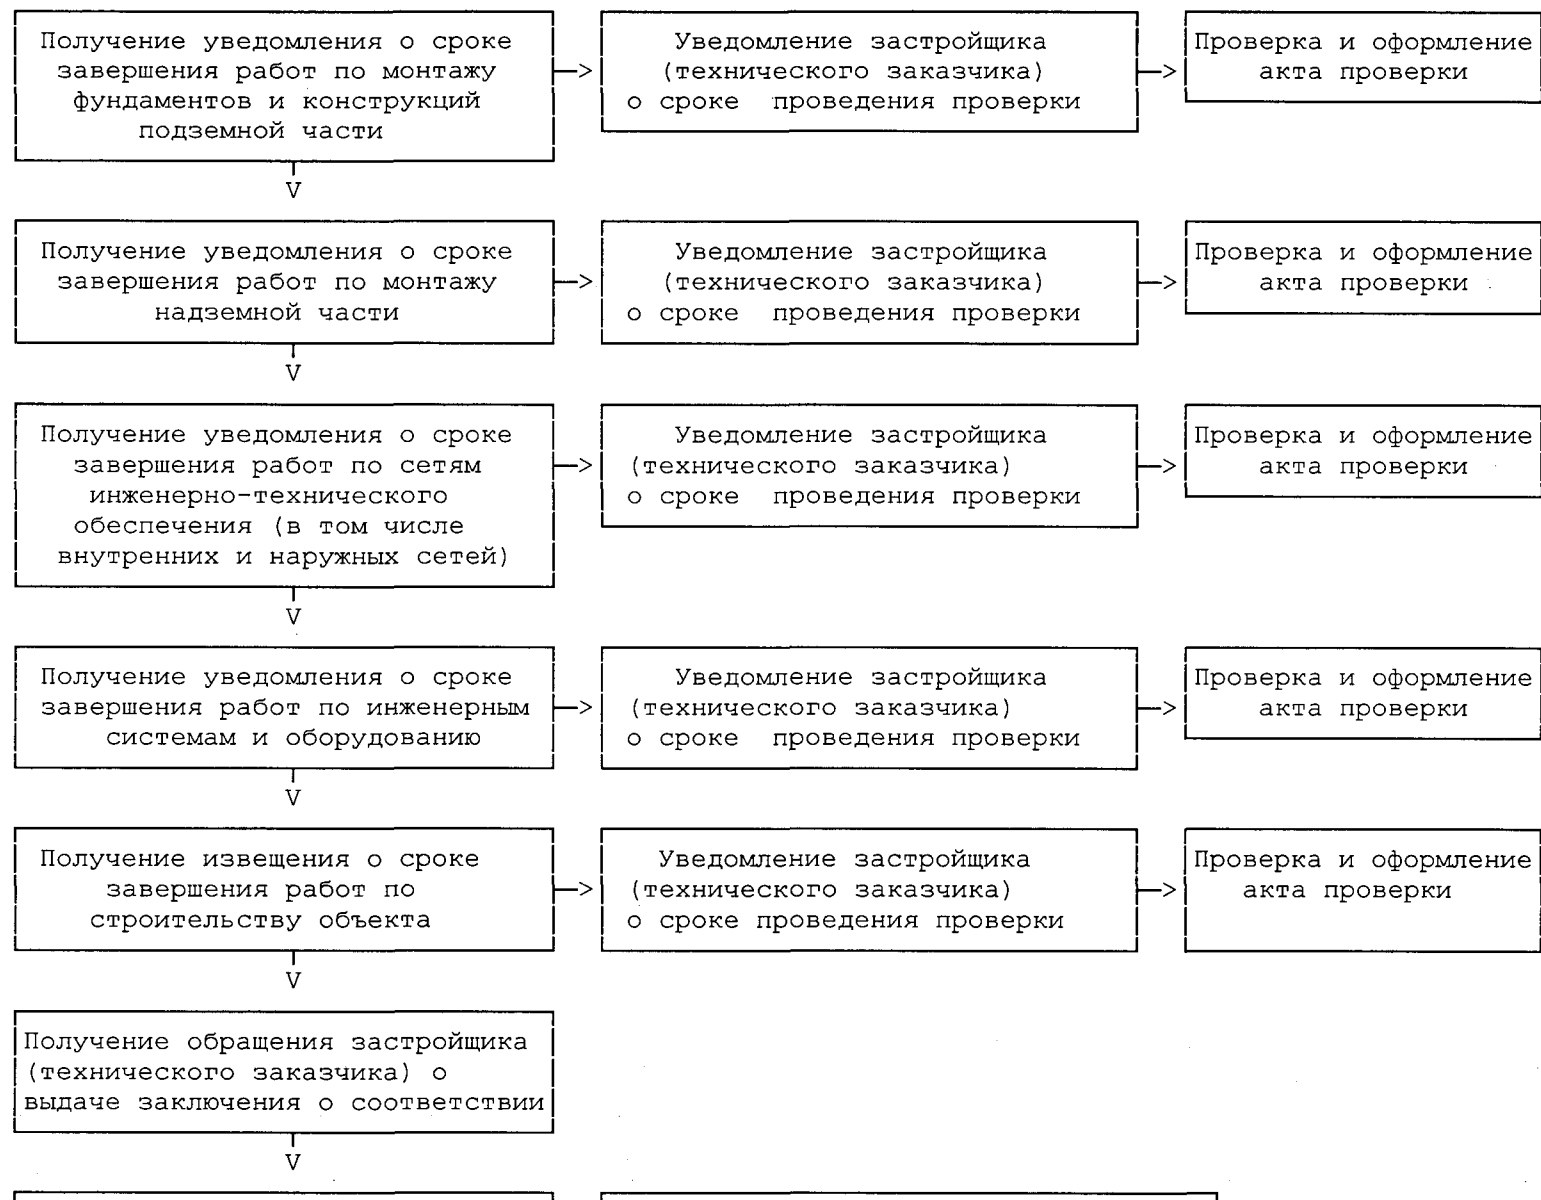 Получение уведомления о сроке
завершения работ по монтажу
фундаментов и конструкций
подземной части
Уведомление застройщика
(технического заказчика)
о сроке проведения проверки
Проверка и оформление
акта проверки
Получение уведомления о сроке
завершения работ по монтажу
надземной части
Уведомление застройщика
(технического заказчика)
о сроке проведения проверки
Проверка и оформление
акта проверки
Получение уведомления о сроке
завершения работ по сетям
инженерно-технического
обеспечения (в том числе
внутренних и наружных сетей)
Уведомление застройщика
(технического заказчика)
о сроке проведения проверки
Проверка и оформление
акта проверки
Получение уведомления о сроке
завершения работ по инженерным
системам и оборудованию
Уведомление застройщика
(технического заказчика)
о сроке проведения проверки
Проверка и оформление
акта проверки
Получение извещения о сроке
завершения работ по
строительству объекта
Уведомление застройщика
(технического заказчика)
о сроке проведения проверки
Проверка и оформление
акта проверки
Получение обращения застройщика
(технического заказчика) о
выдаче заключения о соответствии